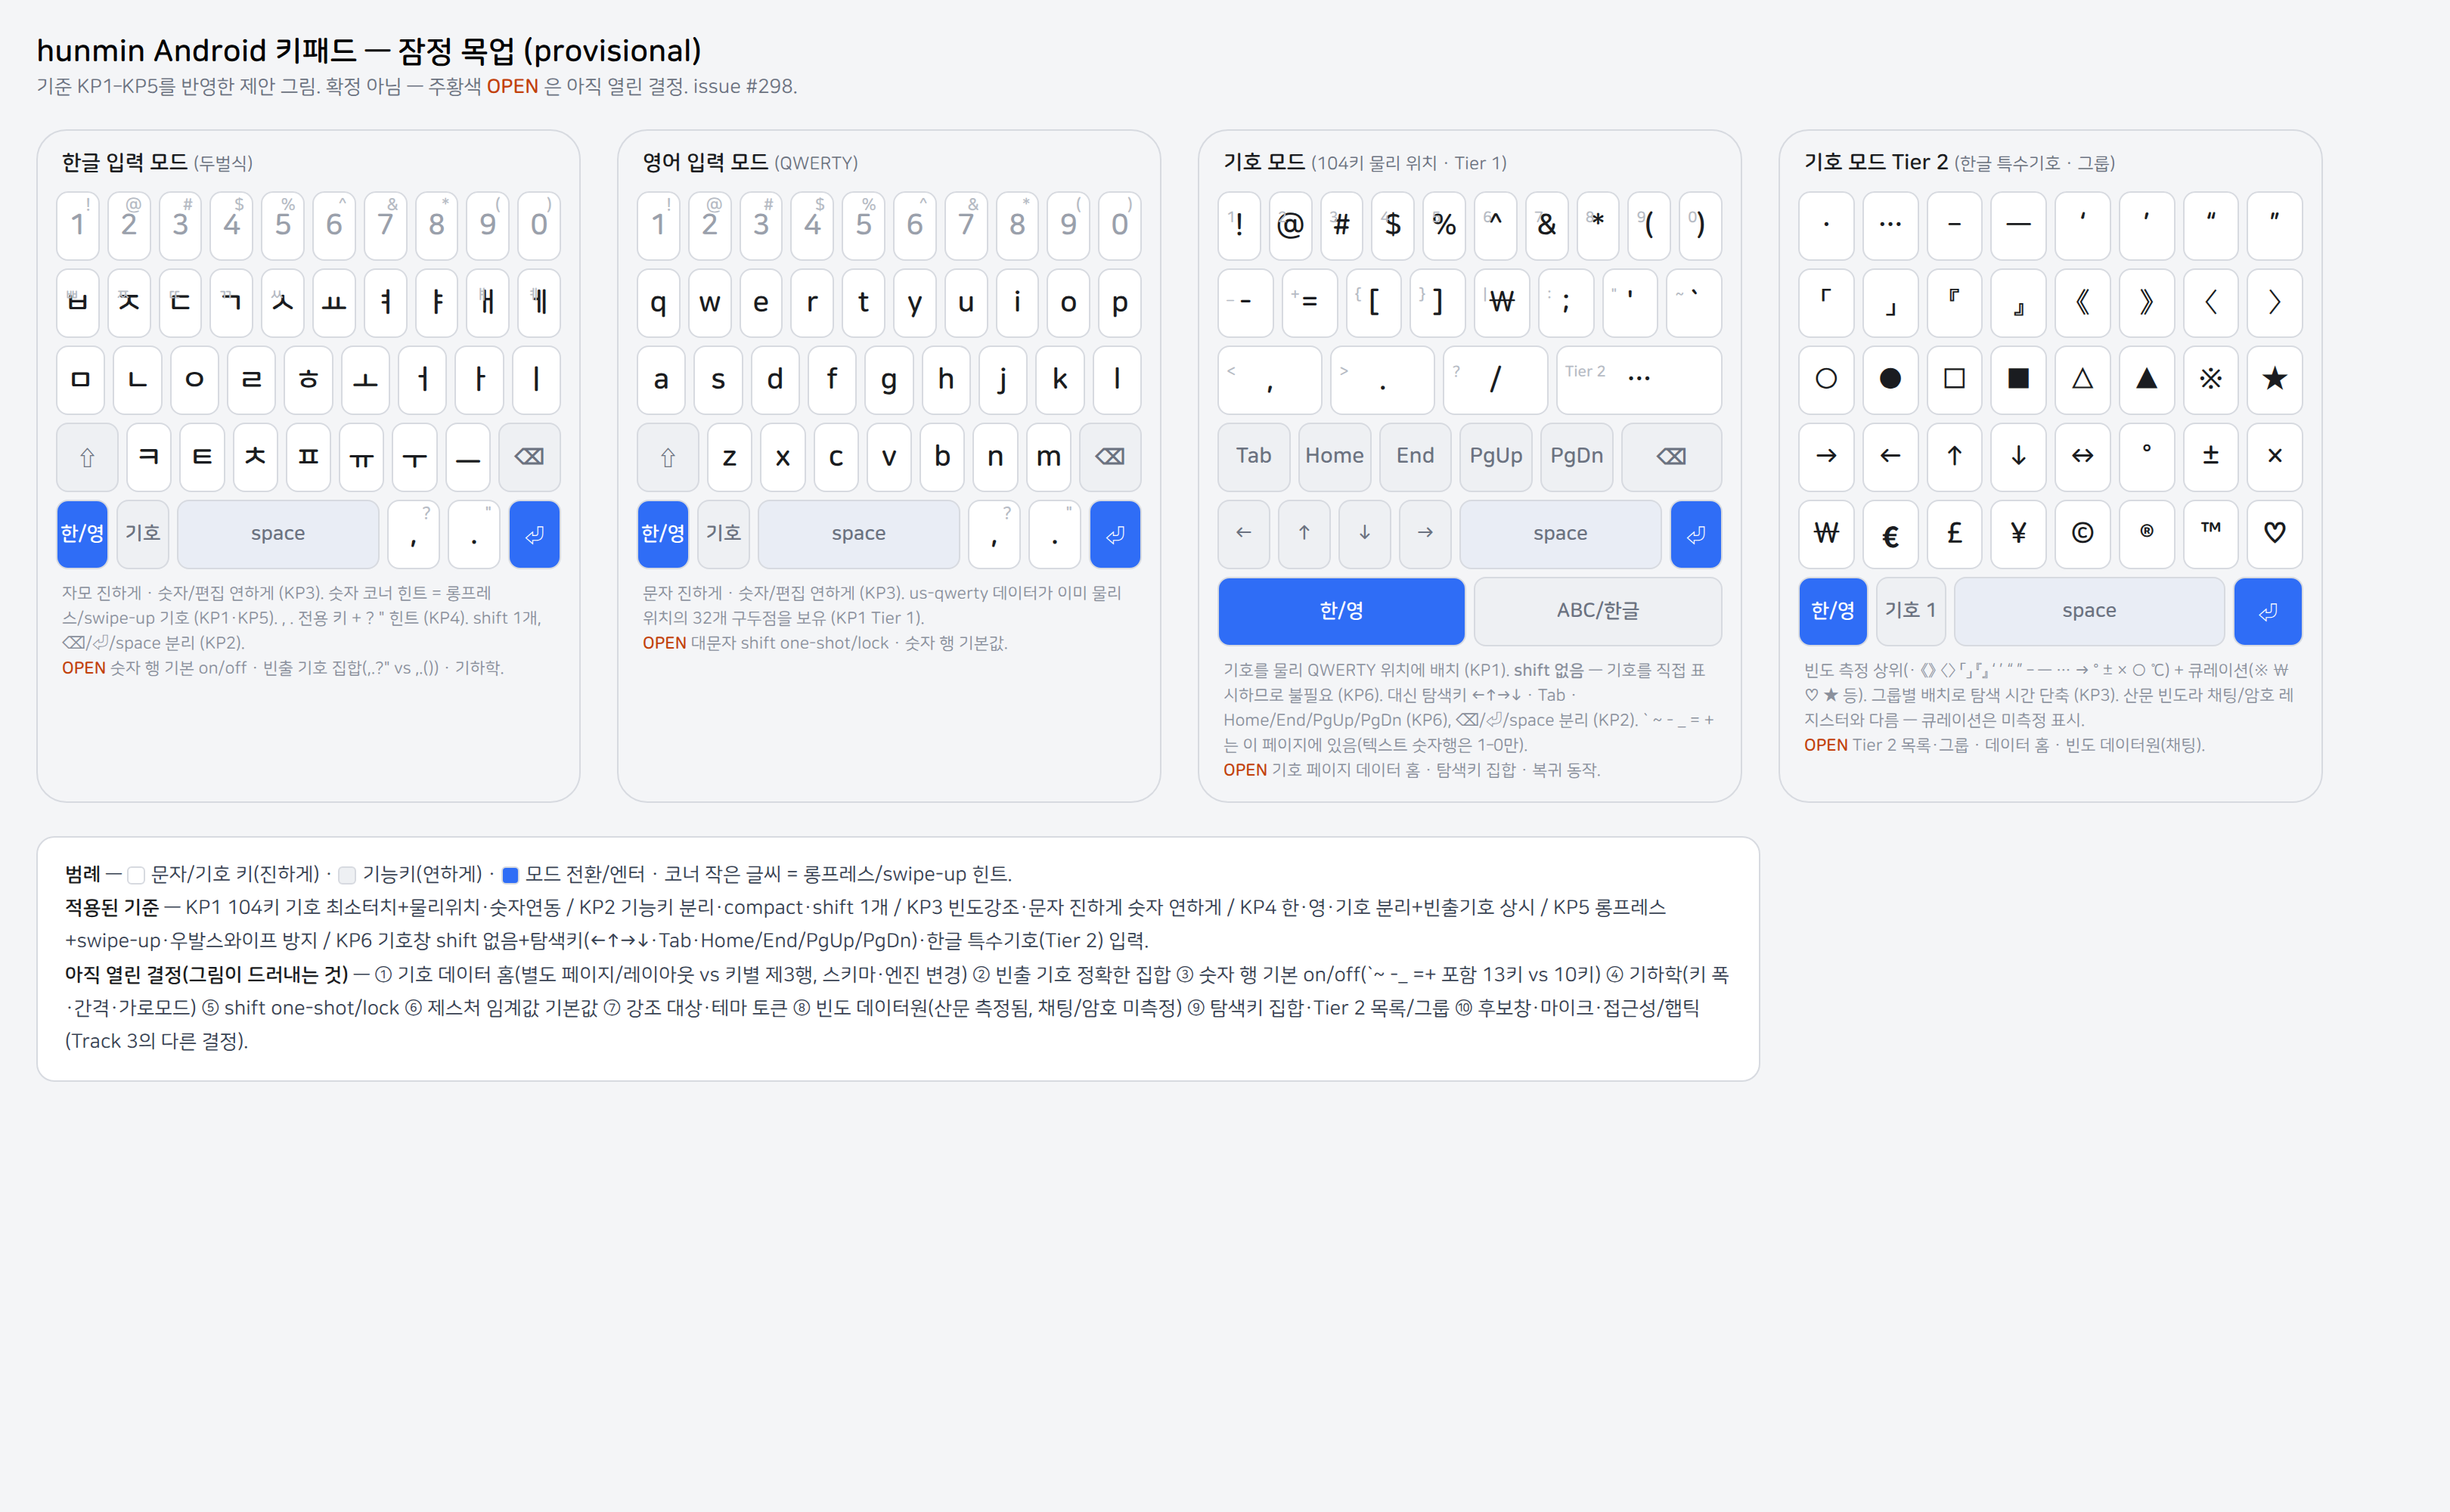 hunmin Android 키패드 — 잠정 목업 (provisional)
기준 KP1–KP5를 반영한 제안 그림. 확정 아님 — 주황색 OPEN 은 아직 열린 결정. issue #298.
한글 입력 모드 (두벌식)
! @ # $ % ^ & * ( )
1 2 3 4 5 6 7 8 9 0
ㅃ ㅉ ㄸ ㄲ ㅆ ㅒ ㅖ
ㅂ ㅈ ㄷ ㄱ ㅅ ㅛ ㅕ ㅑ ㅐ ㅔ
ㅁ ㄴ ㅇ ㄹ ㅎ ㅗ ㅓ ㅏ ㅣ
⇧ ㅋ ㅌ ㅊ ㅍ ㅠ ㅜ ㅡ ⌫
? "
한/영 기호 space , . ⏎
자모 진하게 · 숫자/편집 연하게 (KP3). 숫자 코너 힌트 = 롱프레
스/swipe-up 기호 (KP1·KP5). , . 전용 키 + ? " 힌트 (KP4). shift 1개,
⌫/⏎/space 분리 (KP2).
OPEN 숫자 행 기본 on/off · 빈출 기호 집합(,.?" vs ,.()) · 기하학.
영어 입력 모드 (QWERTY)
! @ # $ % ^ & * ( )
1 2 3 4 5 6 7 8 9 0
q w e r t y u i o p
a s d f g h j k l
⇧ z x c v b n m ⌫
? "
한/영 기호 space , . ⏎
문자 진하게 · 숫자/편집 연하게 (KP3). us-qwerty 데이터가 이미 물리
위치의 32개 구두점을 보유 (KP1 Tier 1).
OPEN 대문자 shift one-shot/lock · 숫자 행 기본값.
기호 모드 (104키 물리 위치 · Tier 1)
1 2 3 4 5 6 7 8 9 0
! @ # $ % ^ & * ( )
_ + { } | : " ~
- = [ ] ₩ ; ' `
< > ? Tier 2
, . / ⋯
Tab Home End PgUp PgDn ⌫
← ↑ ↓ → space ⏎
한/영 ABC/한글
기호를 물리 QWERTY 위치에 배치 (KP1). shift 없음 — 기호를 직접 표
시하므로 불필요 (KP6). 대신 탐색키 ←↑→↓ · Tab ·
Home/End/PgUp/PgDn (KP6), ⌫/⏎/space 분리 (KP2). ` ~ - _ = +
는 이 페이지에 있음(텍스트 숫자행은 1–0만).
OPEN 기호 페이지 데이터 홈 · 탐색키 집합 · 복귀 동작.
기호 모드 Tier 2 (한글 특수기호 · 그룹)
· … – — ‘ ’ “ ”
「 」 『 』 《 》 〈 〉
○ ● □ ■ △ ▲ ※ ★
→ ← ↑ ↓ ↔ ° ± ×
₩ € £ ¥ © ® ™ ♡
한/영 기호 1 space ⏎
빈도 측정 상위(· 《》 〈〉 「」 『』 ‘ ’ “ ” – — … → ° ± × ○ ℃) + 큐레이션(※ ₩
♡ ★ 등). 그룹별 배치로 탐색 시간 단축 (KP3). 산문 빈도라 채팅/암호 레
지스터와 다름 — 큐레이션은 미측정 표시.
OPEN Tier 2 목록·그룹 · 데이터 홈 · 빈도 데이터원(채팅).
범례 — 문자/기호 키(진하게) · 기능키(연하게) · 모드 전환/엔터 · 코너 작은 글씨 = 롱프레스/swipe-up 힌트.
적용된 기준 — KP1 104키 기호 최소터치+물리위치·숫자연동 / KP2 기능키 분리·compact·shift 1개 / KP3 빈도강조·문자 진하게 숫자 연하게 / KP4 한·영·기호 분리+빈출기호 상시 / KP5 롱프레스
+swipe-up·우발스와이프 방지 / KP6 기호창 shift 없음+탐색키(←↑→↓·Tab·Home/End/PgUp/PgDn)·한글 특수기호(Tier 2) 입력.
아직 열린 결정(그림이 드러내는 것) — ① 기호 데이터 홈(별도 페이지/레이아웃 vs 키별 제3행, 스키마·엔진 변경) ② 빈출 기호 정확한 집합 ③ 숫자 행 기본 on/off(`~ -_ =+ 포함 13키 vs 10키) ④ 기하학(키 폭
·간격·가로모드) ⑤ shift one-shot/lock ⑥ 제스처 임계값 기본값 ⑦ 강조 대상·테마 토큰 ⑧ 빈도 데이터원(산문 측정됨, 채팅/암호 미측정) ⑨ 탐색키 집합·Tier 2 목록/그룹 ⑩ 후보창·마이크·접근성/햅틱
(Track 3의 다른 결정).